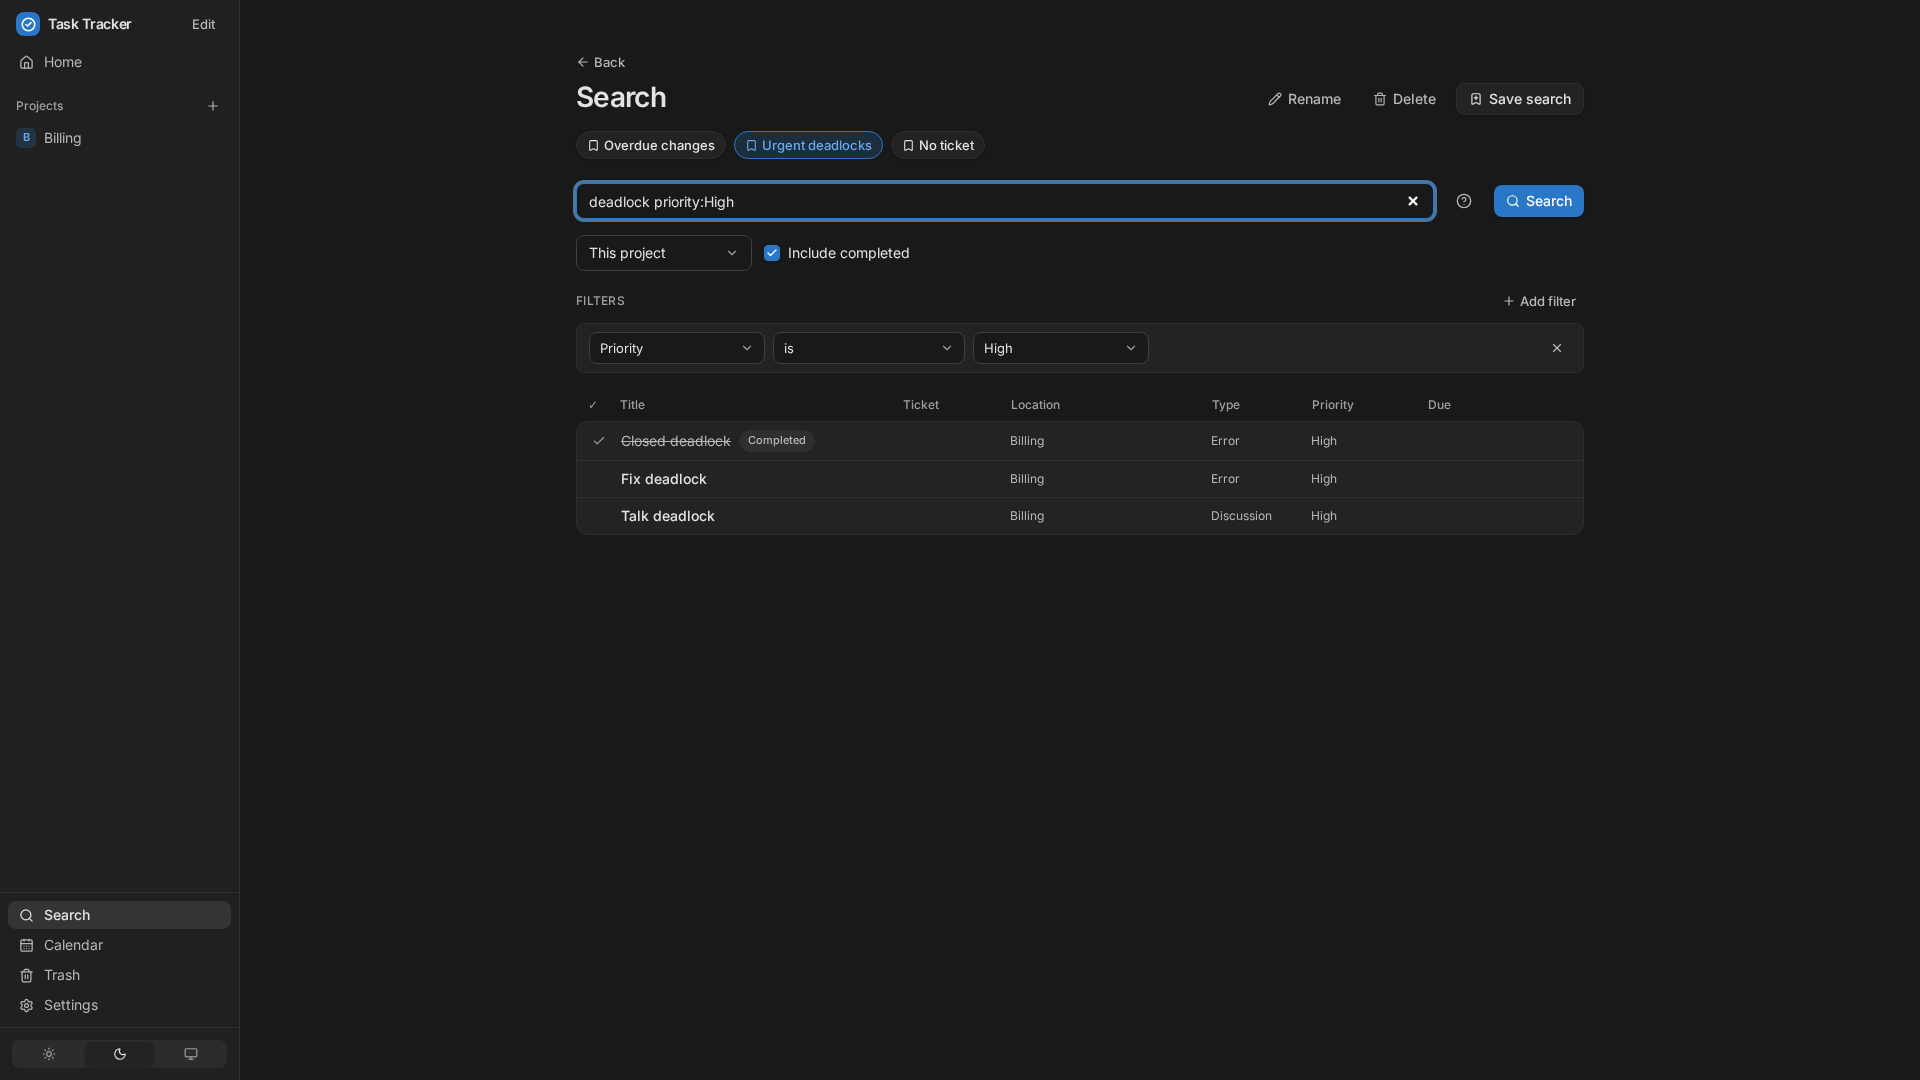 Task Tracker
Edit
Home
Projects
B Billing
Search
Calendar
Trash
Settings
Back
Search
Rename
Delete
Save search
Overdue changes
Urgent deadlocks
No ticket
deadlock priority:High
Search
This project
Include completed
FILTERS
Add filter
Priority
is
High
✓ Title Ticket Location Type Priority Due
Closed deadlock Completed Billing Error High
Fix deadlock Billing Error High
Talk deadlock Billing Discussion High